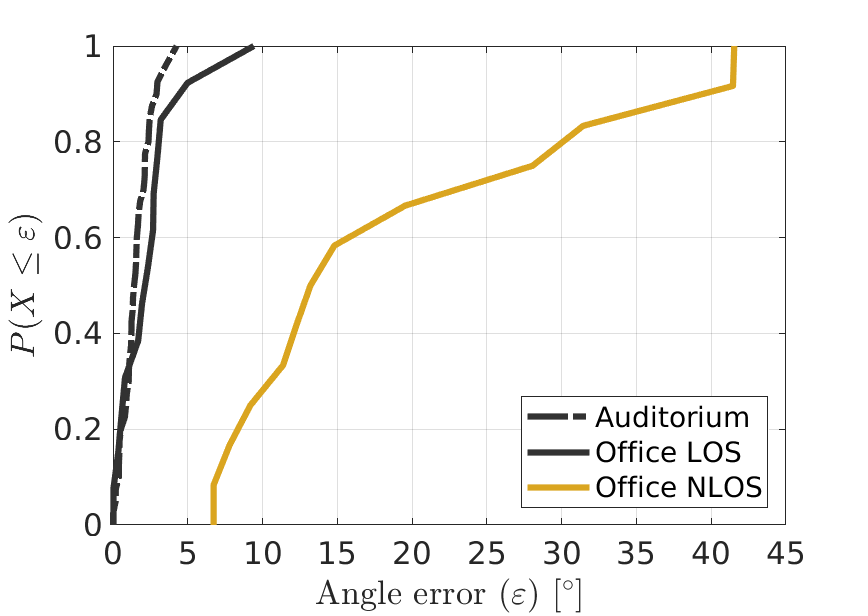 1
0.8
0.6
0.4
0.2
0
P(X ≤ ε)
Auditorium
Office LOS
Office NLOS
0 5 10 15 20 25 30 35 40 45
Angle error (ε) [°]